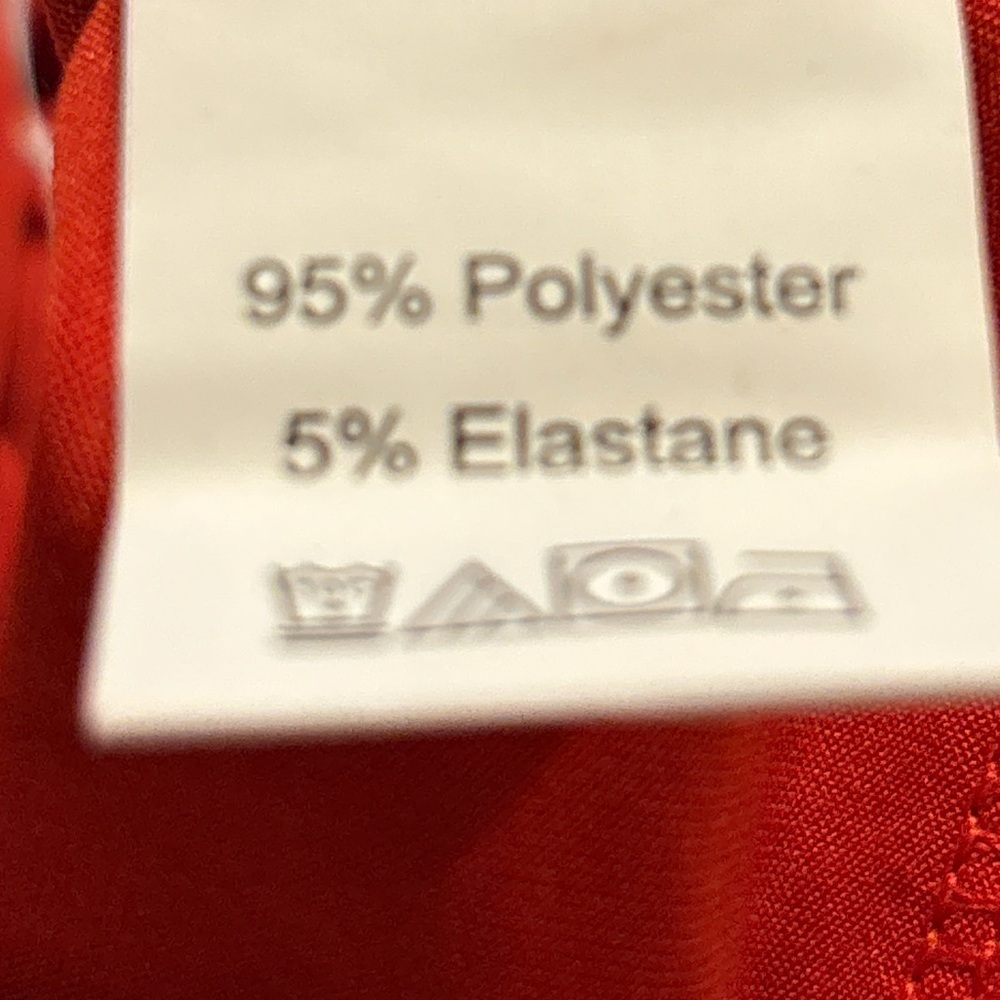 95% Polyester
5% Elastane